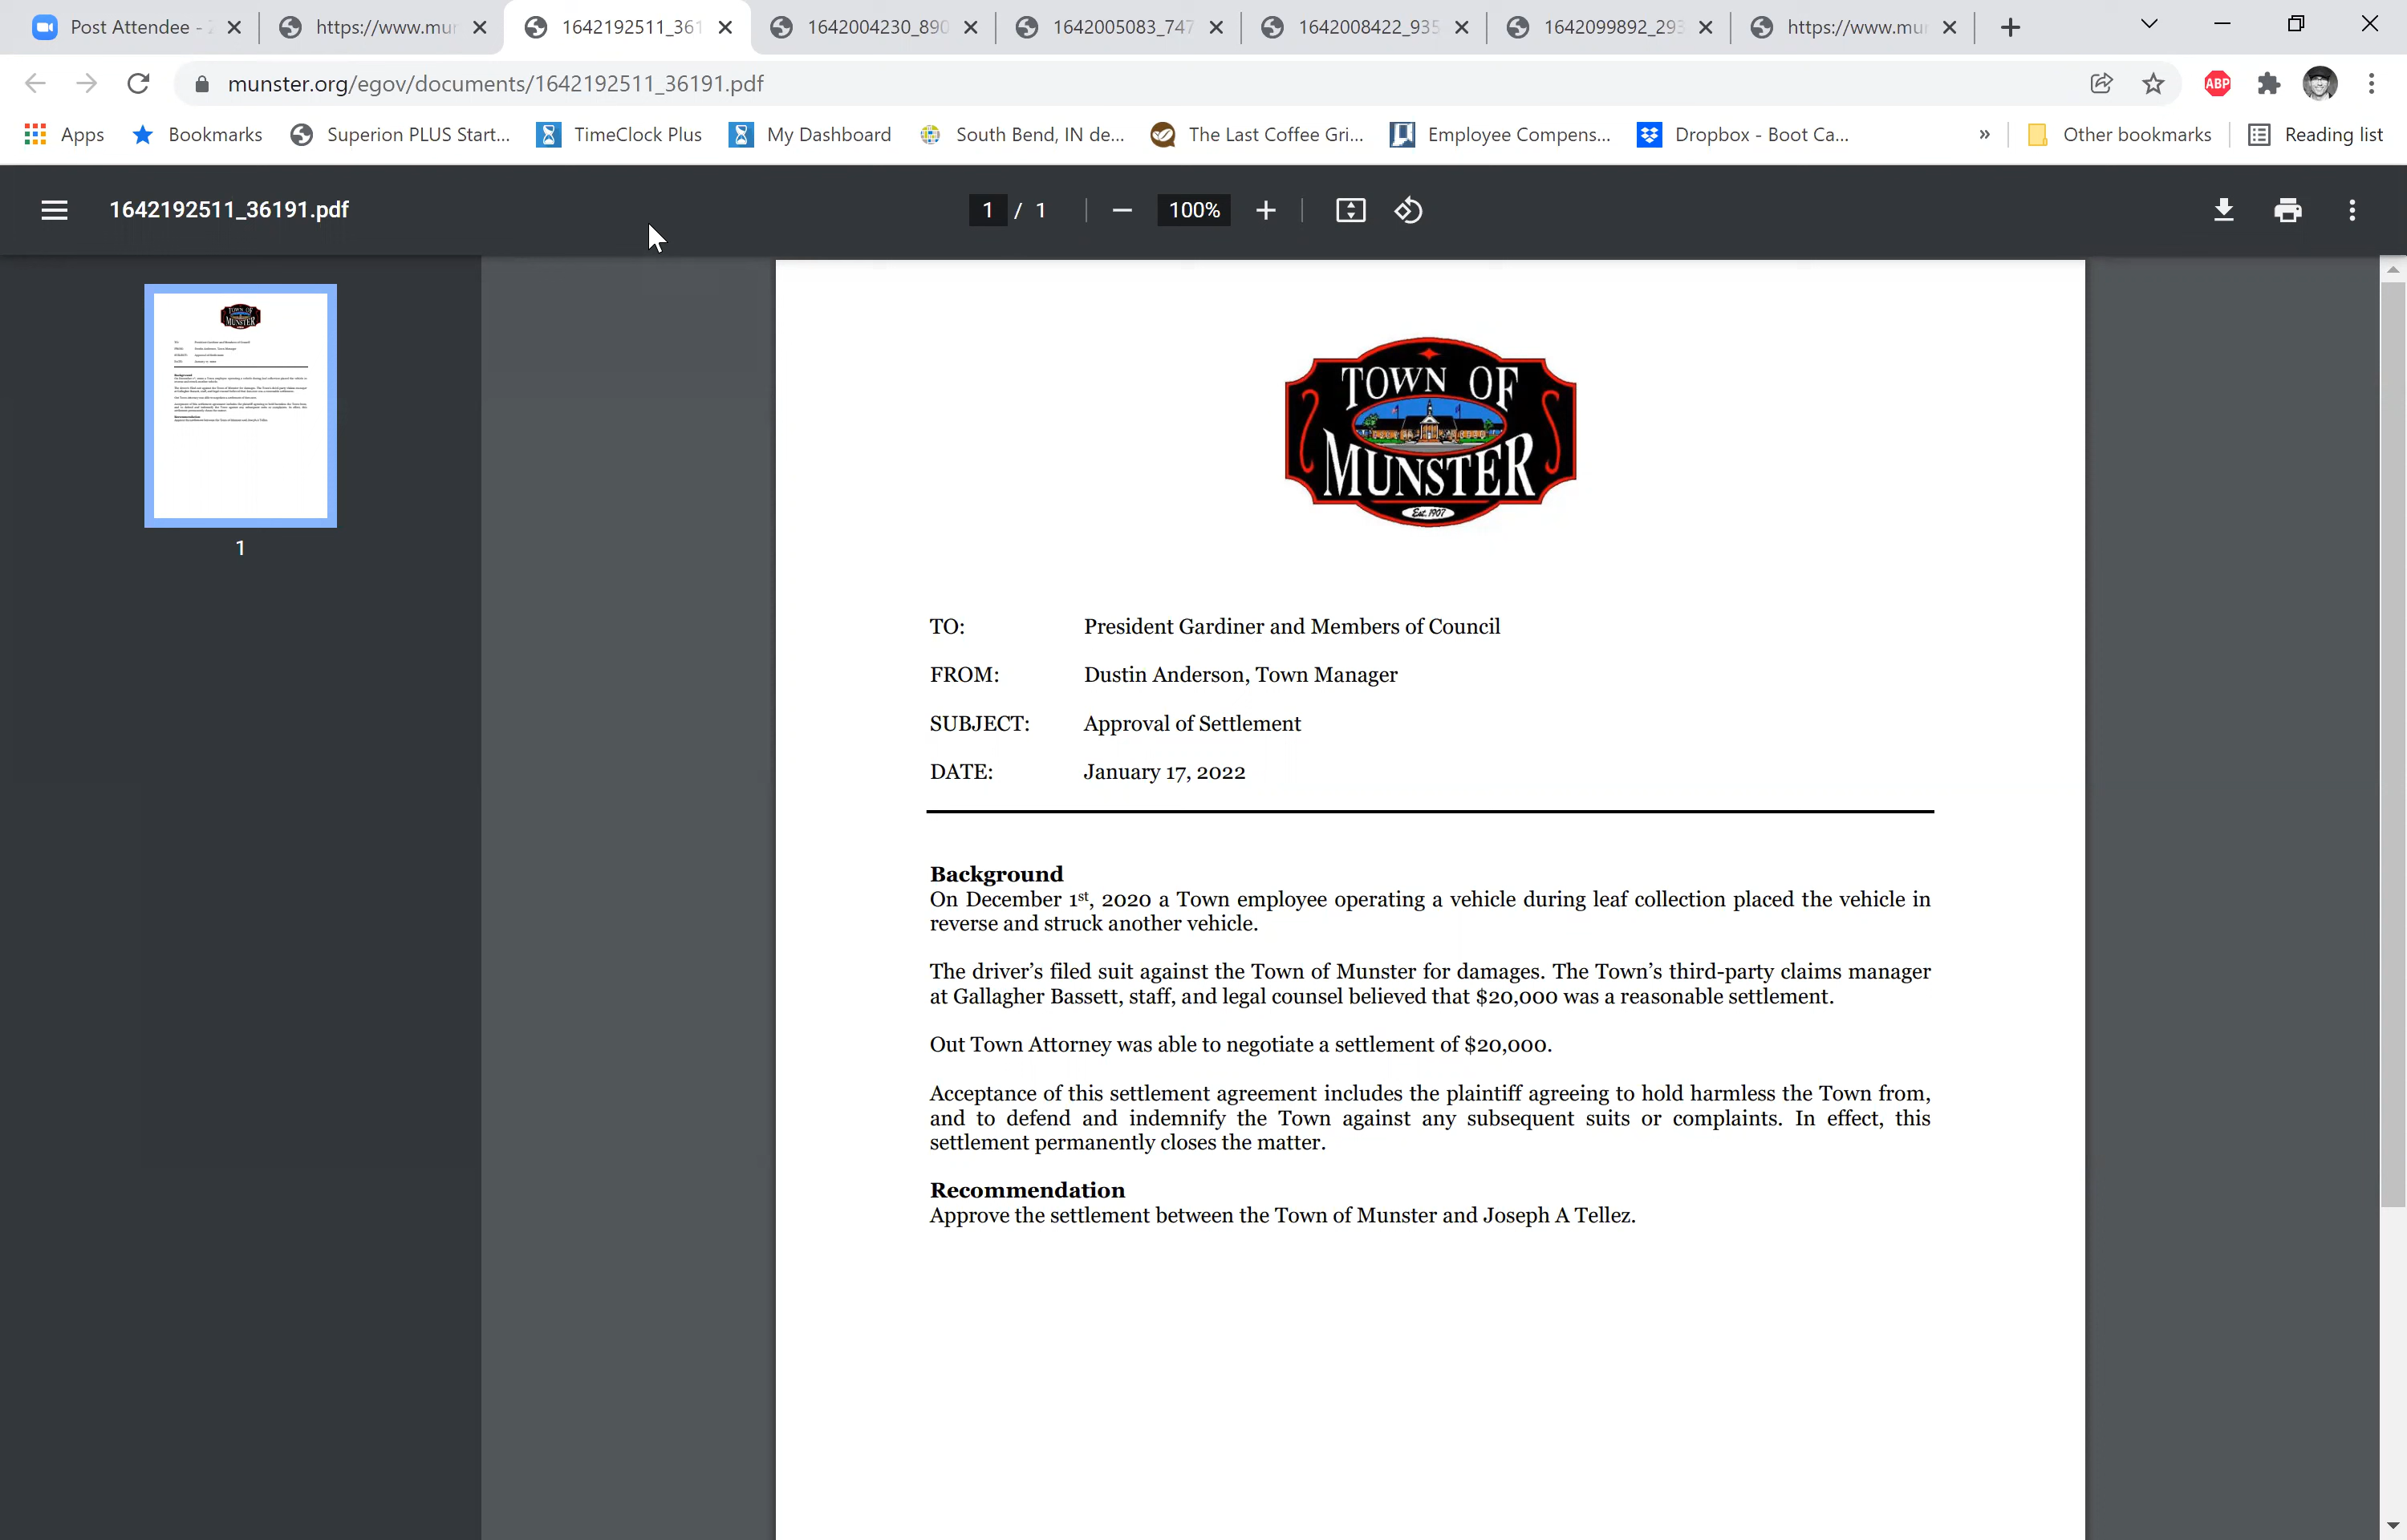 Post Attendee - Z
https://www.mun
1642192511_361
1642004230_890
1642005083_747
1642008422_935
1642099892_293
https://www.mun
munster.org/egov/documents/1642192511_36191.pdf
ABP
Apps
Bookmarks
Superion PLUS Start...
TimeClock Plus
My Dashboard
South Bend, IN de...
The Last Coffee Gri...
Employee Compens...
Dropbox - Boot Ca...
»
Other bookmarks
Reading list
1642192511_36191.pdf
1 / 1
100%
1
TOWN OF
MUNSTER
Est. 1907
TO: President Gardiner and Members of Council
FROM: Dustin Anderson, Town Manager
SUBJECT: Approval of Settlement
DATE: January 17, 2022
Background
On December 1st, 2020 a Town employee operating a vehicle during leaf collection placed the vehicle in
reverse and struck another vehicle.
The driver’s filed suit against the Town of Munster for damages. The Town’s third-party claims manager
at Gallagher Bassett, staff, and legal counsel believed that $20,000 was a reasonable settlement.
Out Town Attorney was able to negotiate a settlement of $20,000.
Acceptance of this settlement agreement includes the plaintiff agreeing to hold harmless the Town from,
and to defend and indemnify the Town against any subsequent suits or complaints. In effect, this
settlement permanently closes the matter.
Recommendation
Approve the settlement between the Town of Munster and Joseph A Tellez.